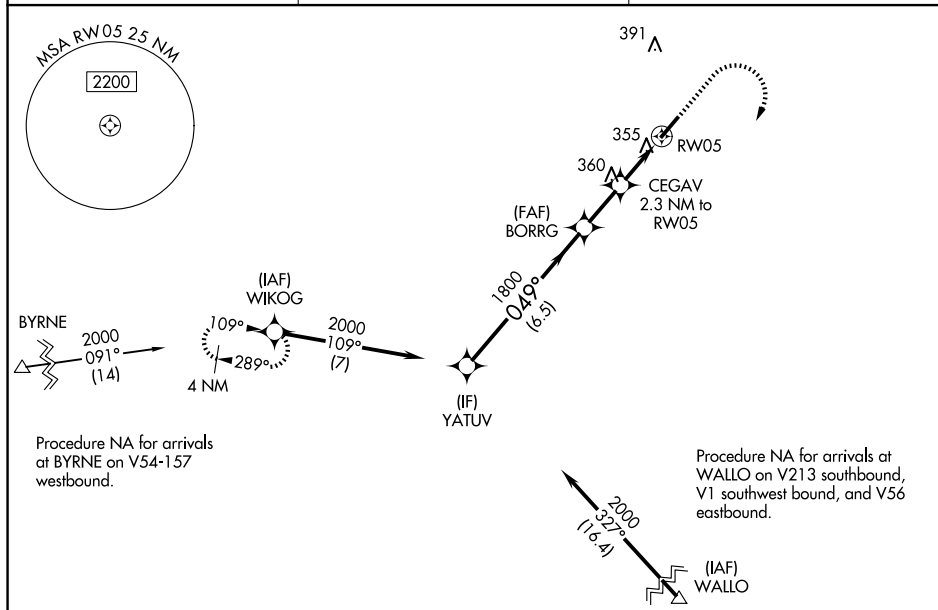 MSA RW05 25 NM
2200
391
355
RW05
360
CEGAV
2.3 NM to
RW05
(FAF)
BORRG
1800
049°
(6.5)
(IAF)
WIKOG
BYRNE
2000
091°
(14)
109°
289°
4 NM
2000
109°
(7)
(IF)
YATUV
Procedure NA for arrivals
at BYRNE on V54-157
westbound.
Procedure NA for arrivals at
WALLO on V213 southbound,
V1 southwest bound, and V56
eastbound.
2000
327°
(16.4)
(IAF)
WALLO